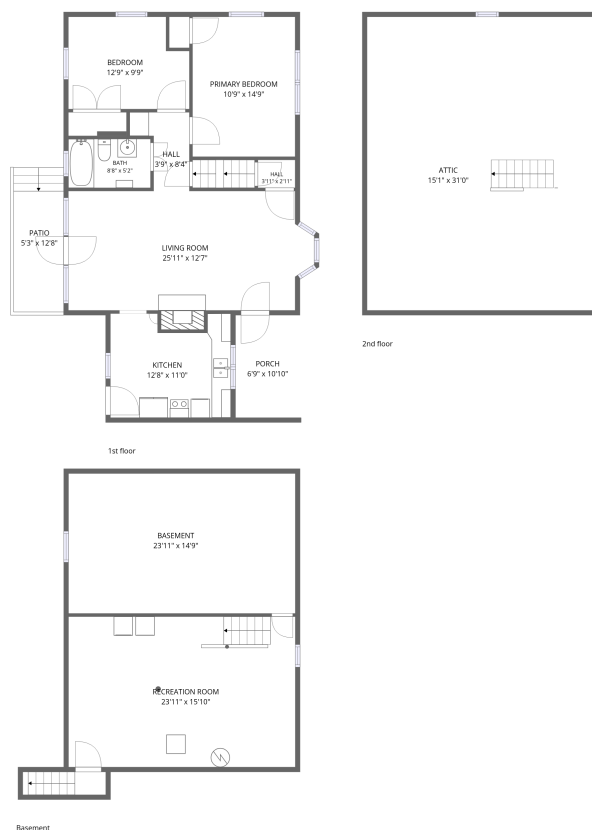 BEDROOM
12'9" x 9'9"
PRIMARY BEDROOM
10'9" x 14'9"
BATH
8'8" x 5'2"
HALL
3'9" x 8'4"
HALL
3'11" x 2'11"
PATIO
5'3" x 12'8"
LIVING ROOM
25'11" x 12'7"
KITCHEN
12'8" x 11'0"
PORCH
6'9" x 10'10"
1st floor
ATTIC
15'1" x 31'0"
2nd floor
BASEMENT
23'11" x 14'9"
RECREATION ROOM
23'11" x 15'10"
Basement